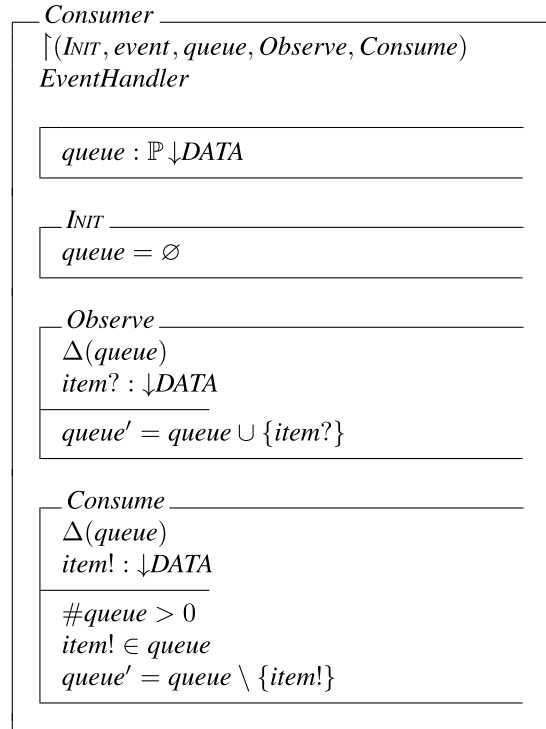 Consumer
↾(INIT, event, queue, Observe, Consume)
EventHandler
queue : ℙ ↓DATA
INIT
queue = ∅
Observe
Δ(queue)
item? : ↓DATA
queue′ = queue ∪ {item?}
Consume
Δ(queue)
item! : ↓DATA
#queue > 0
item! ∈ queue
queue′ = queue \ {item!}